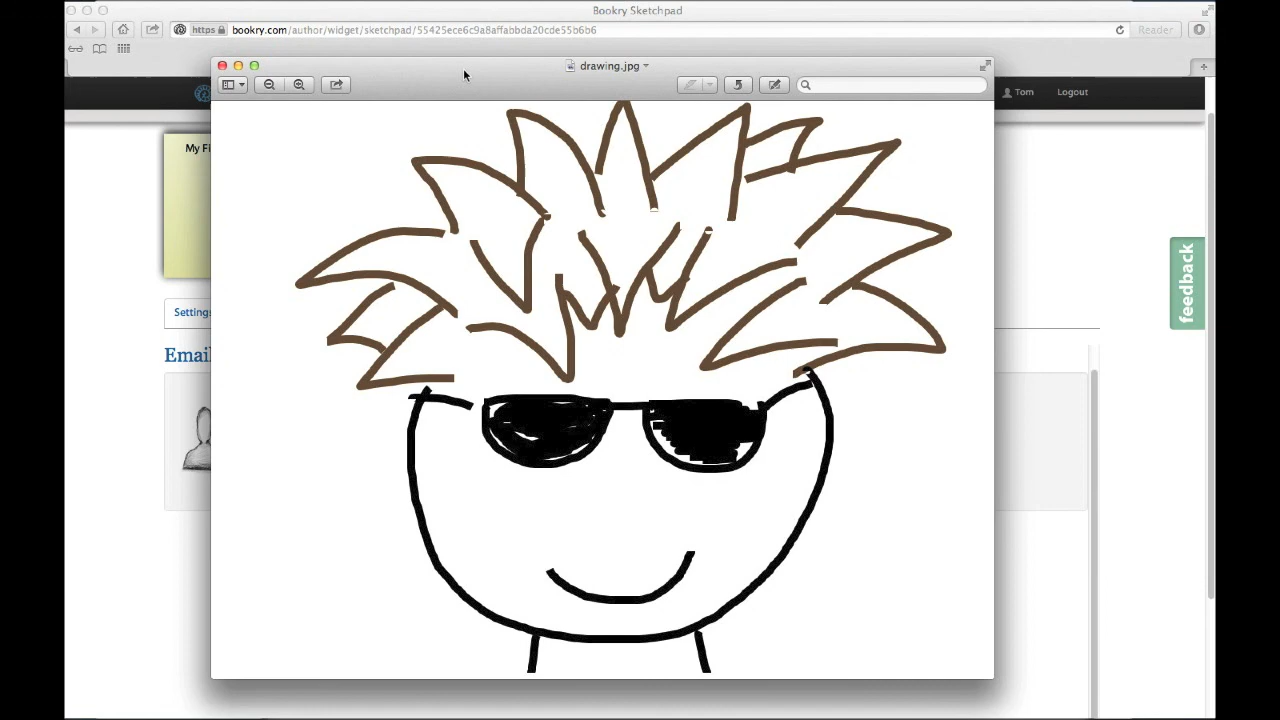 Bookry Sketchpad
https bookry.com/author/widget/sketchpad/55425ece6c9a8affabbda20cde55b6b6
Reader
drawing.jpg
Tom Logout
My Fi
feedback
Settings
Email